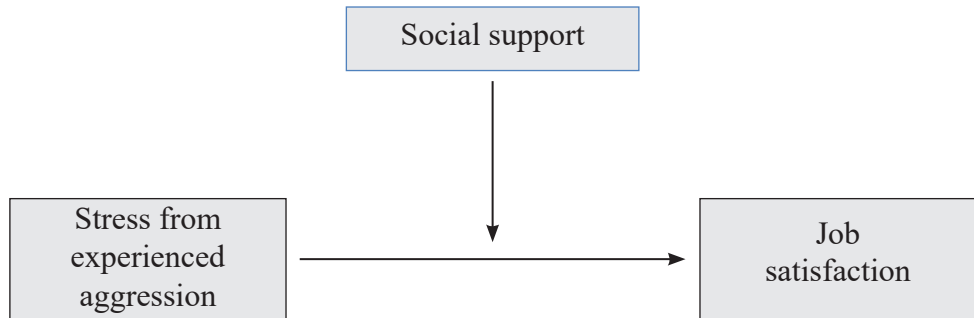 Social support
Stress from
experienced
aggression
Job
satisfaction